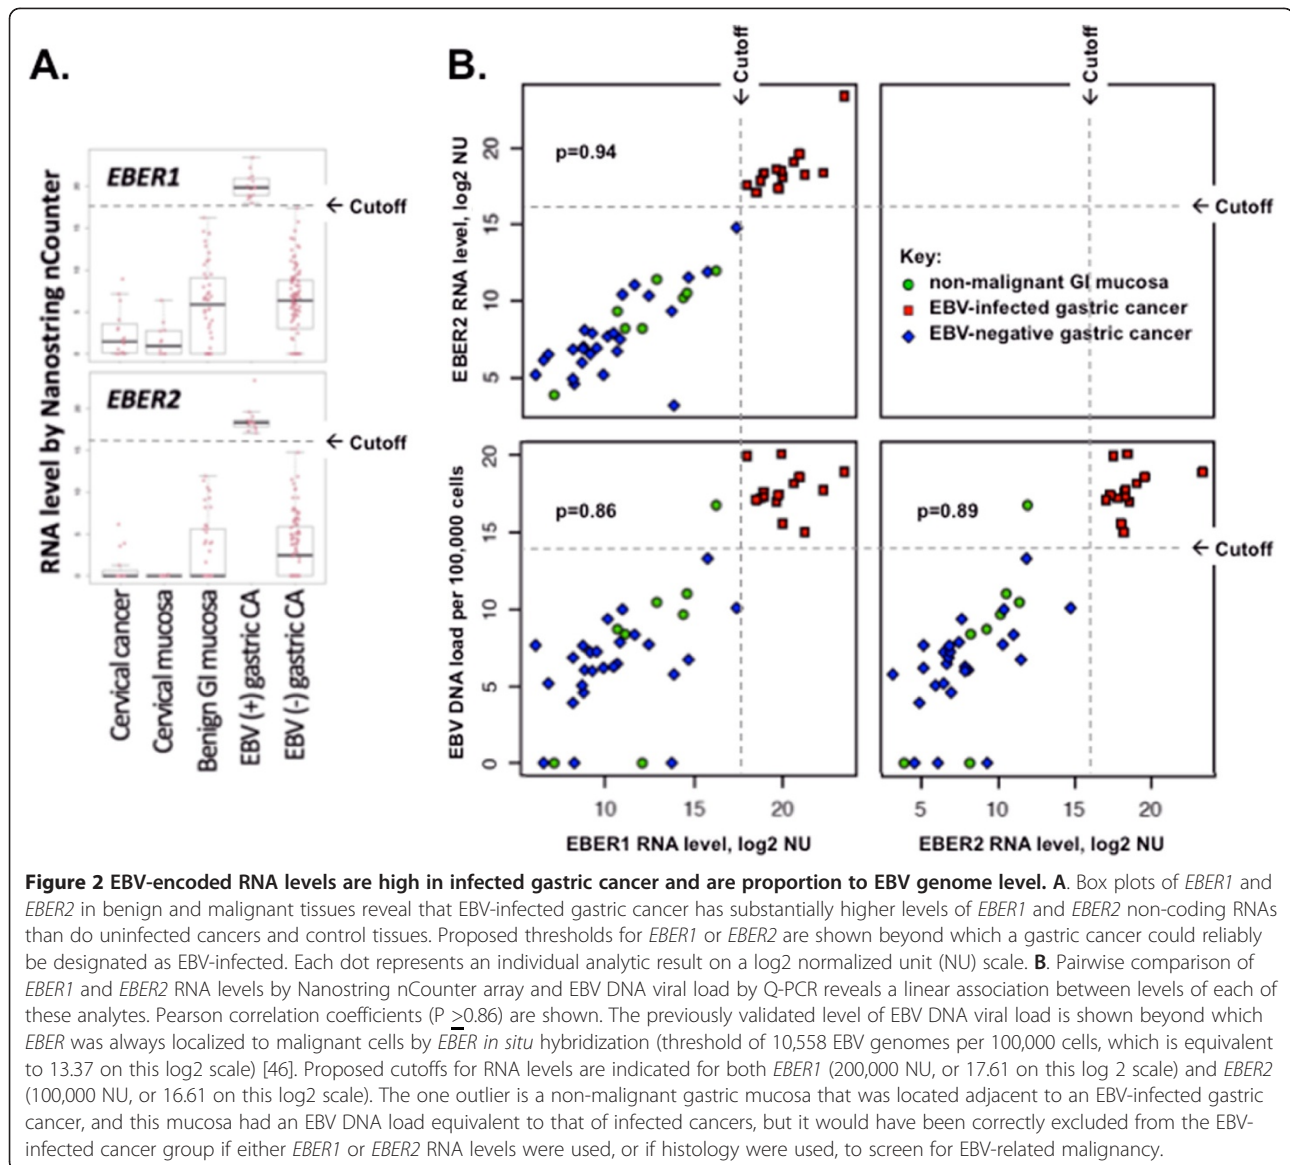 A.
B.
EBER1
EBER2
← Cutoff
← Cutoff
RNA level by Nanostring nCounter
Cervical cancer
Cervical mucosa
Benign GI mucosa
EBV (+) gastric CA
EBV (-) gastric CA
← Cutoff
← Cutoff
p=0.94
EBER2 RNA level, log2 NU
20
15
10
5
← Cutoff
Key:
non-malignant GI mucosa
EBV-infected gastric cancer
EBV-negative gastric cancer
p=0.86
EBV DNA load per 100,000 cells
20
15
10
5
0
p=0.89
← Cutoff
10 15 20
5 10 15 20
EBER1 RNA level, log2 NU
EBER2 RNA level, log2 NU
Figure 2 EBV-encoded RNA levels are high in infected gastric cancer and are proportion to EBV genome level. A. Box plots of EBER1 and
EBER2 in benign and malignant tissues reveal that EBV-infected gastric cancer has substantially higher levels of EBER1 and EBER2 non-coding RNAs
than do uninfected cancers and control tissues. Proposed thresholds for EBER1 or EBER2 are shown beyond which a gastric cancer could reliably
be designated as EBV-infected. Each dot represents an individual analytic result on a log2 normalized unit (NU) scale. B. Pairwise comparison of
EBER1 and EBER2 RNA levels by Nanostring nCounter array and EBV DNA viral load by Q-PCR reveals a linear association between levels of each of
these analytes. Pearson correlation coefficients (P >0.86) are shown. The previously validated level of EBV DNA viral load is shown beyond which
EBER was always localized to malignant cells by EBER in situ hybridization (threshold of 10,558 EBV genomes per 100,000 cells, which is equivalent
to 13.37 on this log2 scale) [46]. Proposed cutoffs for RNA levels are indicated for both EBER1 (200,000 NU, or 17.61 on this log 2 scale) and EBER2
(100,000 NU, or 16.61 on this log2 scale). The one outlier is a non-malignant gastric mucosa that was located adjacent to an EBV-infected gastric
cancer, and this mucosa had an EBV DNA load equivalent to that of infected cancers, but it would have been correctly excluded from the EBV-
infected cancer group if either EBER1 or EBER2 RNA levels were used, or if histology were used, to screen for EBV-related malignancy.